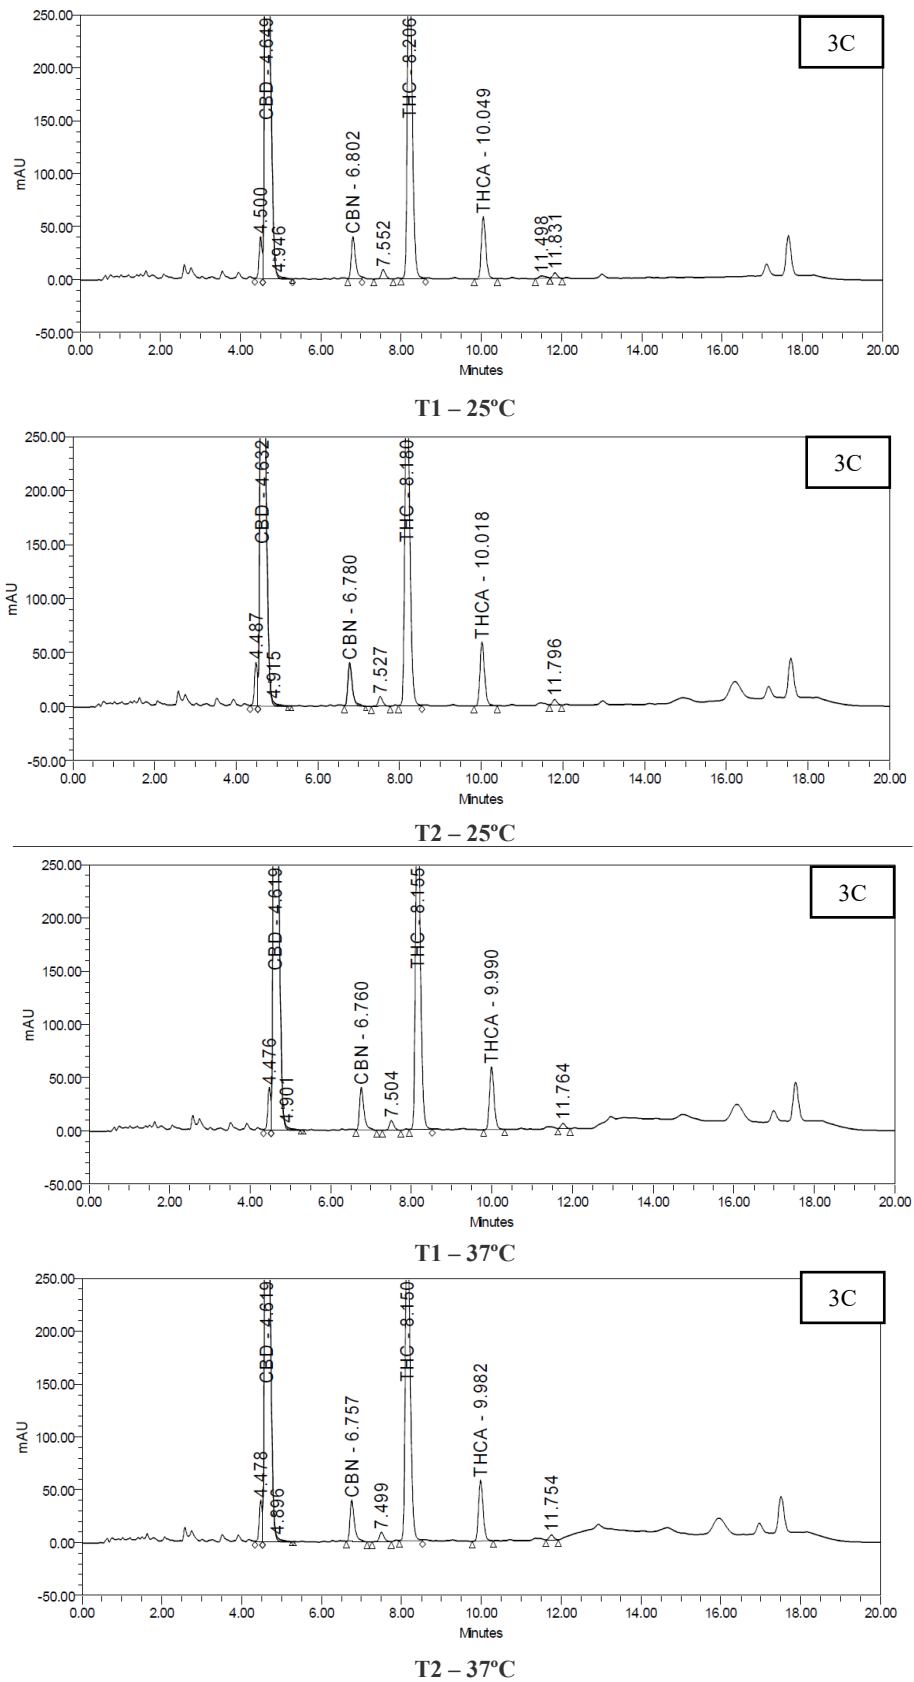 3C
250.00
200.00
150.00
100.00
50.00
0.00
-50.00
mAU
4.500
CBD - 4.649
4.946
CBN - 6.802
7.552
THC - 8.206
THCA - 10.049
11.498
11.831
0.00 2.00 4.00 6.00 8.00 10.00 12.00 14.00 16.00 18.00 20.00
Minutes
T1 – 25ºC
3C
250.00
200.00
150.00
100.00
50.00
0.00
-50.00
mAU
4.487
CBD - 4.632
4.915
CBN - 6.780
7.527
THC - 8.180
THCA - 10.018
11.796
0.00 2.00 4.00 6.00 8.00 10.00 12.00 14.00 16.00 18.00 20.00
Minutes
T2 – 25ºC
3C
250.00
200.00
150.00
100.00
50.00
0.00
-50.00
mAU
4.476
CBD - 4.619
4.901
CBN - 6.760
7.504
THC - 8.155
THCA - 9.990
11.764
0.00 2.00 4.00 6.00 8.00 10.00 12.00 14.00 16.00 18.00 20.00
Minutes
T1 – 37ºC
3C
250.00
200.00
150.00
100.00
50.00
0.00
-50.00
mAU
4.478
CBD - 4.619
4.896
CBN - 6.757
7.499
THC - 8.150
THCA - 9.982
11.754
0.00 2.00 4.00 6.00 8.00 10.00 12.00 14.00 16.00 18.00 20.00
Minutes
T2 – 37ºC